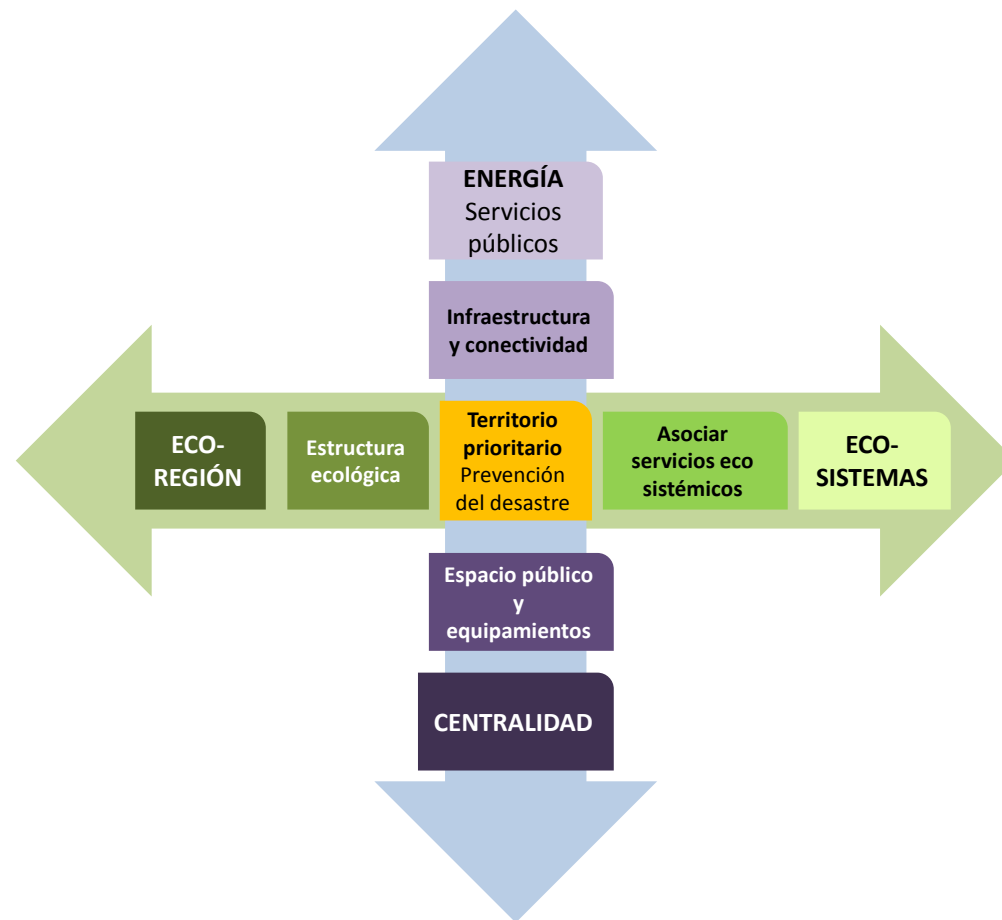 ENERGÍA
Servicios
públicos
Infraestructura
y conectividad
ECO-
REGIÓN
Estructura
ecológica
Territorio
prioritario
Prevención
del desastre
Asociar
servicios eco
sistémicos
ECO-
SISTEMAS
Espacio público
y
equipamientos
CENTRALIDAD